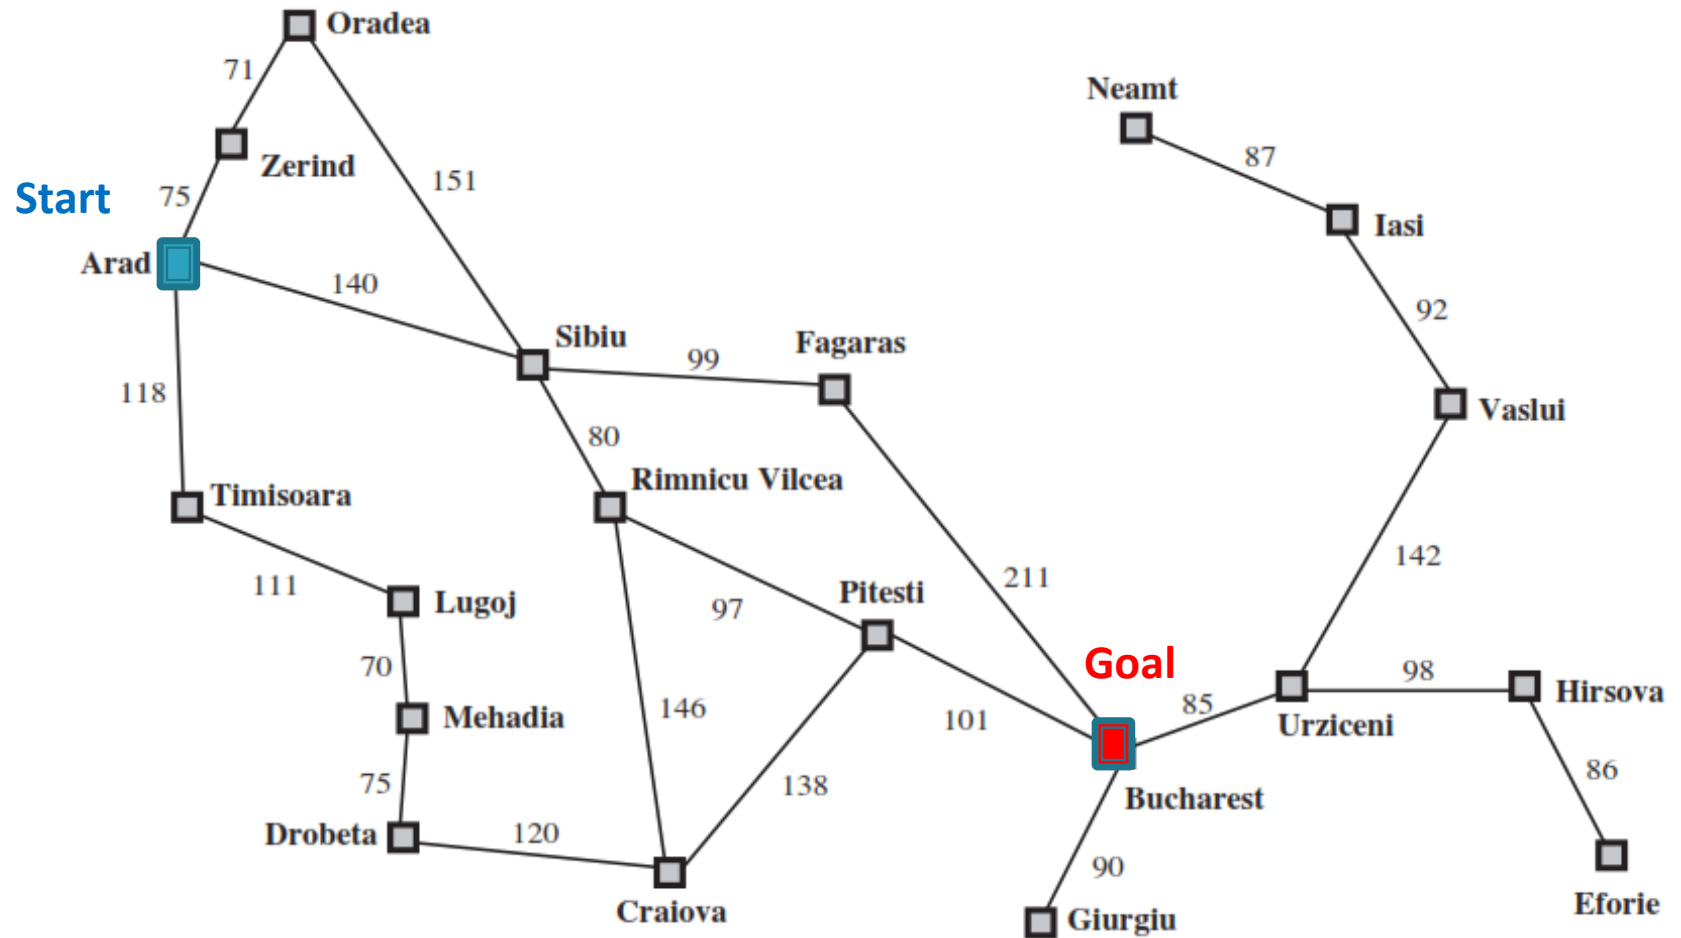 Oradea
71
Neamt
87
Zerind
151
75
Start
Iasi
Arad
140
92
Sibiu
Fagaras
99
118
Vaslui
80
Rimnicu Vilcea
Timisoara
142
211
111
Lugoj
97
Pitesti
Goal
70
98
Hirsova
Mehadia
146
101
85
Urziceni
86
75
138
Bucharest
Drobeta
120
90
Craiova
Giurgiu
Eforie